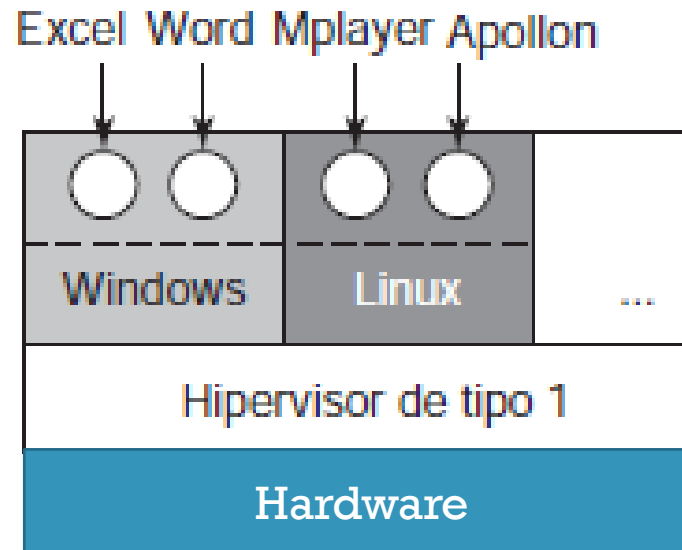 Excel Word Mplayer Apollon
Windows Linux ...
Hipervisor de tipo 1
Hardware